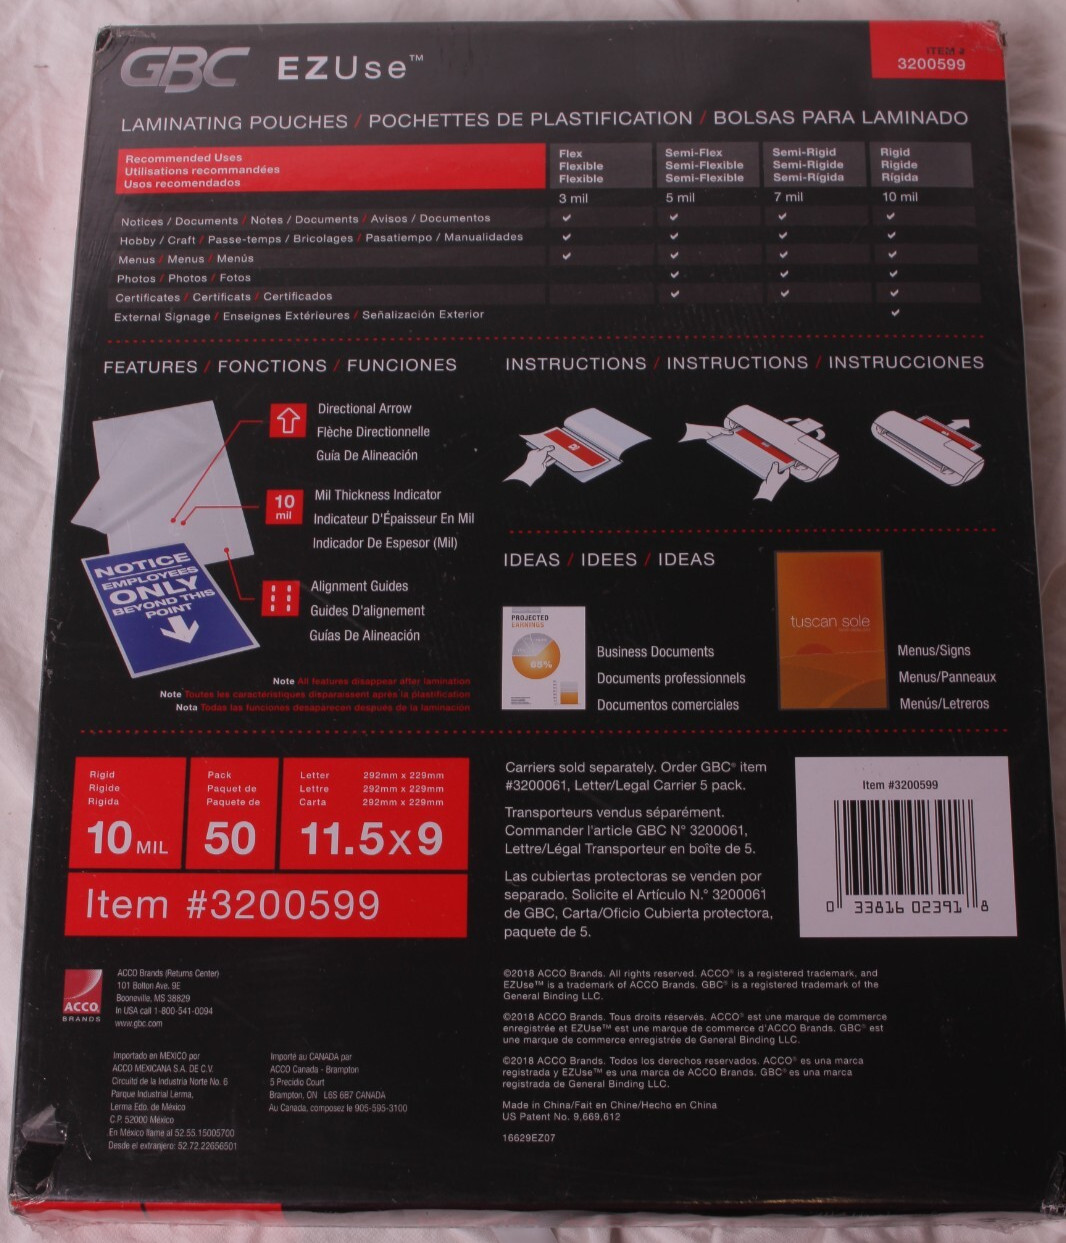 GBC EZUse™
ITEM #
3200599
LAMINATING POUCHES / POCHETTES DE PLASTIFICATION / BOLSAS PARA LAMINADO
Recommended Uses
Utilisations recommandées
Usos recomendados
Flex
Flexible
Flexible
Semi-Flex
Semi-Flexible
Semi-Flexible
Semi-Rigid
Semi-Rigide
Semi-Rígida
Rigid
Rigide
Rígida
3 mil 5 mil 7 mil 10 mil
Notices / Documents / Notes / Documents / Avisos / Documentos
Hobby / Craft / Passe-temps / Bricolages / Pasatiempo / Manualidades
Menus / Menus / Menús
Photos / Photos / Fotos
Certificates / Certificats / Certificados
External Signage / Enseignes Extérieures / Señalización Exterior
FEATURES / FONCTIONS / FUNCIONES
Directional Arrow
Flèche Directionnelle
Guía De Alineación
10
mil
Mil Thickness Indicator
Indicateur D'Épaisseur En Mil
Indicador De Espesor (Mil)
NOTICE
EMPLOYEES
ONLY
BEYOND THIS
POINT
Alignment Guides
Guides D'alignement
Guías De Alineación
Note All features disappear after lamination
Note Toutes les caractéristiques disparaissent après la plastification
Nota Todas las funciones desaparecen después de la laminación
INSTRUCTIONS / INSTRUCTIONS / INSTRUCCIONES
IDEAS / IDEES / IDEAS
PROJECTED
EARNINGS
65%
Business Documents
Documents professionnels
Documentos comerciales
tuscan sole
Menus/Signs
Menus/Panneaux
Menús/Letreros
Rigid
Rigide
Rígida
10 MIL
Pack
Paquet de
Paquete de
50
Letter 292mm x 229mm
Lettre 292mm x 229mm
Carta 292mm x 229mm
11.5x9
Item #3200599
Carriers sold separately. Order GBC® item
#3200061, Letter/Legal Carrier 5 pack.
Transporteurs vendus séparément.
Commander l'article GBC N° 3200061,
Lettre/Légal Transporteur en boîte de 5.
Las cubiertas protectoras se venden por
separado. Solicite el Artículo N.° 3200061
de GBC, Carta/Oficio Cubierta protectora,
paquete de 5.
Item #3200599
0 33816 02391 8
ACCO
BRANDS
ACCO Brands (Returns Center)
101 Bolton Ave. 9E
Booneville, MS 38829
In USA call 1-800-541-0094
www.gbc.com
Importado en MEXICO por
ACCO MEXICANA S.A. DE C.V.
Circuito de la Industria Norte No. 6
Parque Industrial Lerma,
Lerma Edo. de México
C.P. 52000 México
En México llame al 52.55.15005700
Desde el extranjero: 52.72.22656501
Importé au CANADA par
ACCO Canada - Brampton
5 Precidio Court
Brampton, ON L6S 6B7 CANADA
Au Canada, composez le 905-595-3100
©2018 ACCO Brands. All rights reserved. ACCO® is a registered trademark, and
EZUse™ is a trademark of ACCO Brands. GBC® is a registered trademark of the
General Binding LLC.
©2018 ACCO Brands. Tous droits réservés. ACCO® est une marque de commerce
enregistrée et EZUse™ est une marque de commerce d'ACCO Brands. GBC® est
une marque de commerce enregistrée de General Binding LLC.
©2018 ACCO Brands. Todos los derechos reservados. ACCO® es una marca
registrada y EZUse™ es una marca de ACCO Brands. GBC® es una marca
registrada de General Binding LLC.
Made in China/Fait en Chine/Hecho en China
US Patent No. 9,669,612
16629EZ07